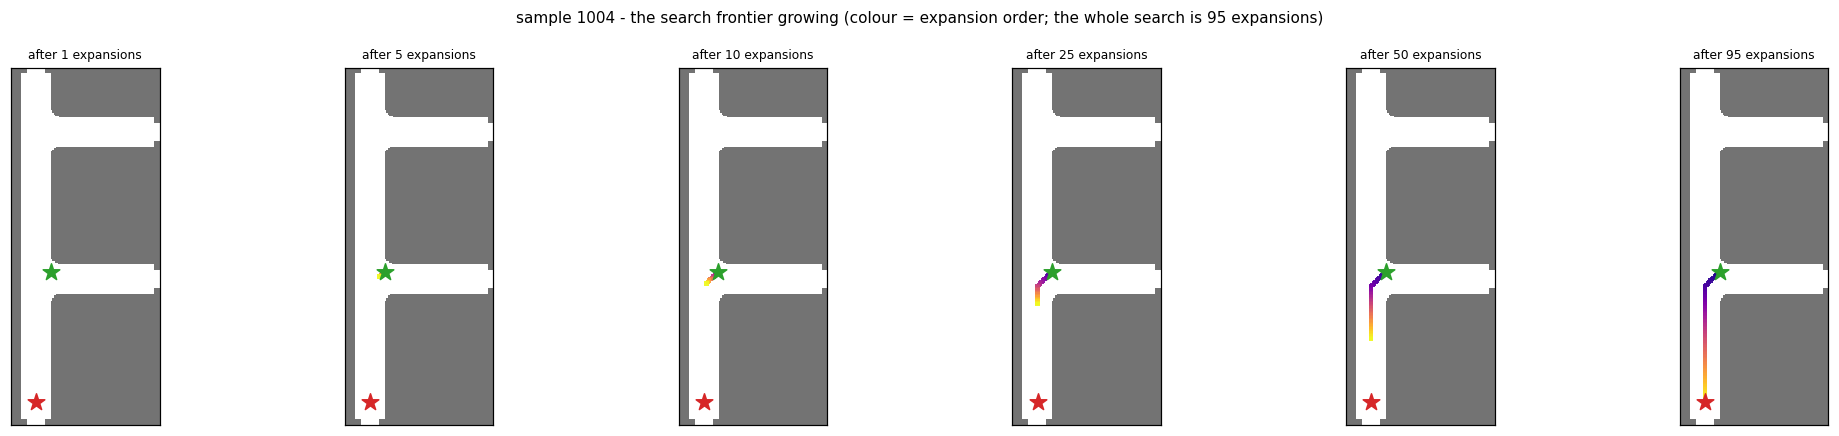 sample 1004 - the search frontier growing (colour = expansion order; the whole search is 95 expansions)
after 1 expansions
after 5 expansions
after 10 expansions
after 25 expansions
after 50 expansions
after 95 expansions